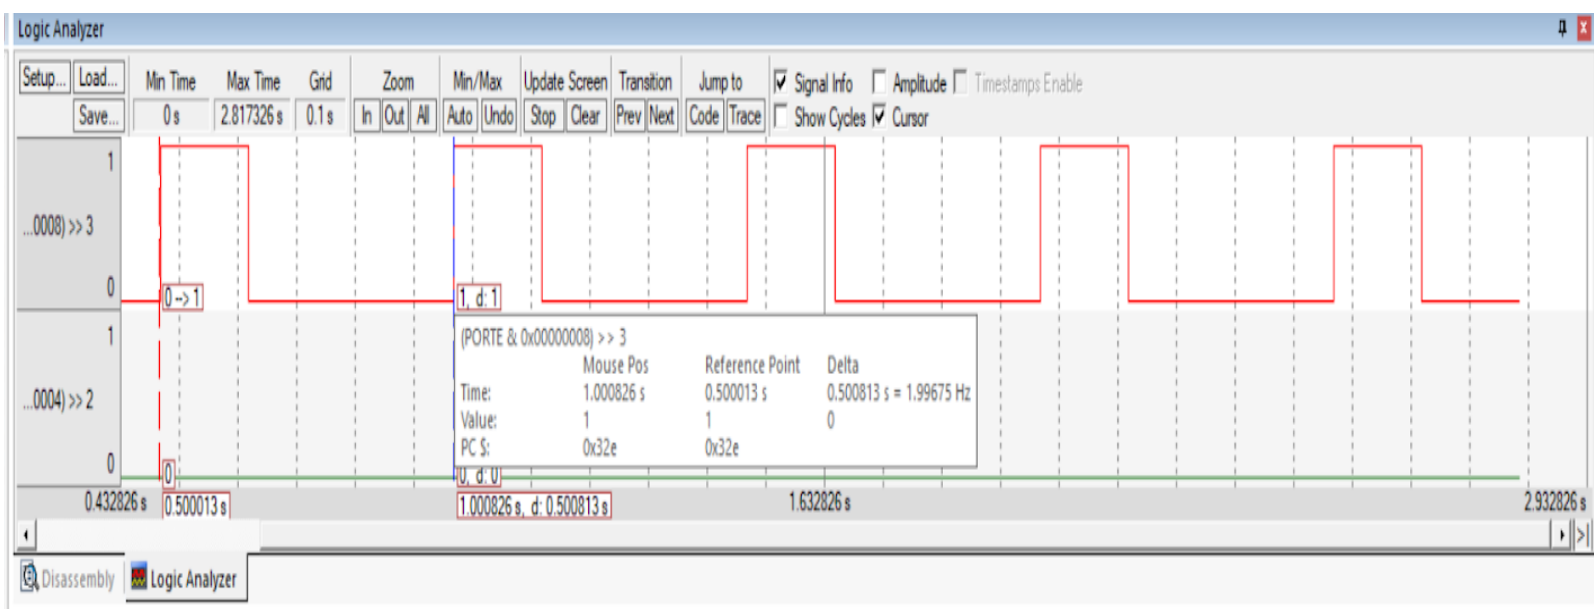 Logic Analyzer
Setup... Load... Min Time Max Time Grid Zoom Min/Max Update Screen Transition Jump to Signal Info Amplitude Timestamps Enable
Save... 0 s 2.817326 s 0.1 s In Out All Auto Undo Stop Clear Prev Next Code Trace Show Cycles Cursor
1
...0008) >> 3
0
0 --> 1
1, d: 1
1
...0004) >> 2
0
0
0, d: 0
(PORTE & 0x00000008) >> 3
Mouse Pos Reference Point Delta
Time: 1.000826 s 0.500013 s 0.500813 s = 1.99675 Hz
Value: 1 1 0
PC $: 0x32e 0x32e
0.432826 s 0.500013 s 1.000826 s, d: 0.500813 s 1.632826 s 2.932826 s
Disassembly Logic Analyzer